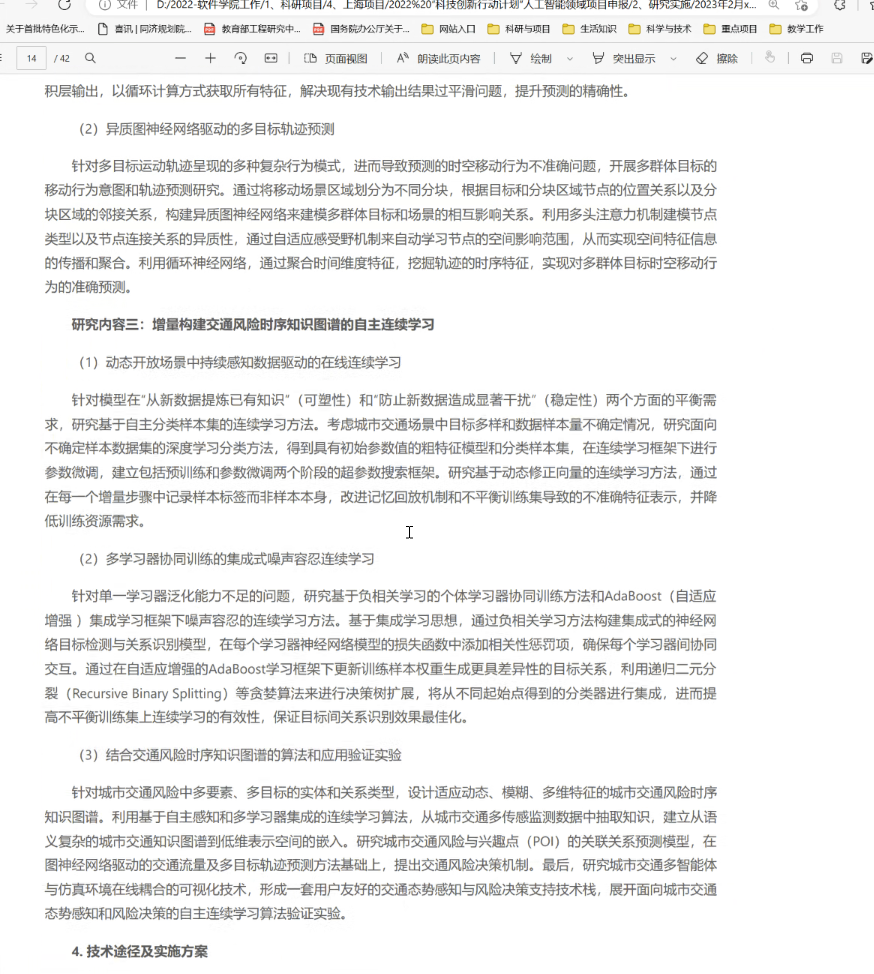 文件 D:/2022-软件学院工作/1、科研项目/4、上海项目/2022%20"科技创新行动计划"人工智能领域项目申报/2、研究实施/2023年2月x...
关于首批特色化示... 喜讯 | 同济规划院... 教育部工程研究中... 国务院办公厅关于... 网站入口 科研与项目 生活知识 科学与技术 重点项目 教学工作
14 / 42 页面视图 朗读此页内容 绘制 突出显示 擦除
积层输出，以循环计算方式获取所有特征，解决现有技术输出结果过平滑问题，提升预测的精确性。
（2）异质图神经网络驱动的多目标轨迹预测
针对多目标运动轨迹呈现的多种复杂行为模式，进而导致预测的时空移动行为不准确问题，开展多群体目标的
移动行为意图和轨迹预测研究。通过将移动场景区域划分为不同分块，根据目标和分块区域节点的位置关系以及分
块区域的邻接关系，构建异质图神经网络来建模多群体目标和场景的相互影响关系。利用多头注意力机制建模节点
类型以及节点连接关系的异质性，通过自适应感受野机制来自动学习节点的空间影响范围，从而实现空间特征信息
的传播和聚合。利用循环神经网络，通过聚合时间维度特征，挖掘轨迹的时序特征，实现对多群体目标时空移动行
为的准确预测。
研究内容三：增量构建交通风险时序知识图谱的自主连续学习
（1）动态开放场景中持续感知数据驱动的在线连续学习
针对模型在"从新数据提炼已有知识"（可塑性）和"防止新数据造成显著干扰"（稳定性）两个方面的平衡需
求，研究基于自主分类样本集的连续学习方法。考虑城市交通场景中目标多样和数据样本量不确定情况，研究面向
不确定样本数据集的深度学习分类方法，得到具有初始参数值的粗特征模型和分类样本集，在连续学习框架下进行
参数微调，建立包括预训练和参数微调两个阶段的超参数搜索框架。研究基于动态修正向量的连续学习方法，通过
在每一个增量步骤中记录样本标签而非样本本身，改进记忆回放机制和不平衡训练集导致的不准确特征表示，并降
低训练资源需求。
（2）多学习器协同训练的集成式噪声容忍连续学习
针对单一学习器泛化能力不足的问题，研究基于负相关学习的个体学习器协同训练方法和AdaBoost（自适应
增强 ）集成学习框架下噪声容忍的连续学习方法。基于集成学习思想，通过负相关学习方法构建集成式的神经网
络目标检测与关系识别模型，在每个学习器神经网络模型的损失函数中添加相关性惩罚项，确保每个学习器间协同
交互。通过在自适应增强的AdaBoost学习框架下更新训练样本权重生成更具差异性的目标关系，利用递归二元分
裂（Recursive Binary Splitting）等贪婪算法来进行决策树扩展，将从不同起始点得到的分类器进行集成，进而提
高不平衡训练集上连续学习的有效性，保证目标间关系识别效果最佳化。
（3）结合交通风险时序知识图谱的算法和应用验证实验
针对城市交通风险中多要素、多目标的实体和关系类型，设计适应动态、模糊、多维特征的城市交通风险时序
知识图谱。利用基于自主感知和多学习器集成的连续学习算法，从城市交通多传感监测数据中抽取知识，建立从语
义复杂的城市交通知识图谱到低维表示空间的嵌入。研究城市交通风险与兴趣点（POI）的关联关系预测模型，在
图神经网络驱动的交通流量及多目标轨迹预测方法基础上，提出交通风险决策机制。最后，研究城市交通多智能体
与仿真环境在线耦合的可视化技术，形成一套用户友好的交通态势感知与风险决策支持技术栈，展开面向城市交通
态势感知和风险决策的自主连续学习算法验证实验。
4. 技术途径及实施方案